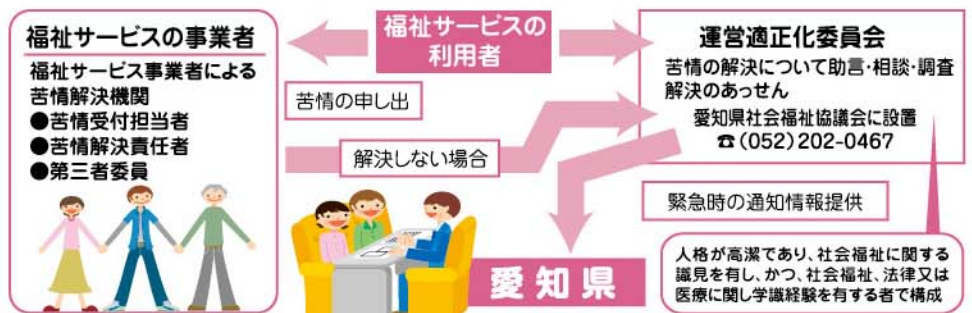 福祉サービスの事業者
福祉サービス事業者による
苦情解決機関
●苦情受付担当者
●苦情解決責任者
●第三者委員
福祉サービスの
利用者
苦情の申し出
解決しない場合
運営適正化委員会
苦情の解決について助言・相談・調査
解決のあっせん
愛知県社会福祉協議会に設置
☎(052)202-0467
緊急時の通知情報提供
愛知県
人格が高潔であり、社会福祉に関する
識見を有し、かつ、社会福祉、法律又は
医療に関し学識経験を有する者で構成